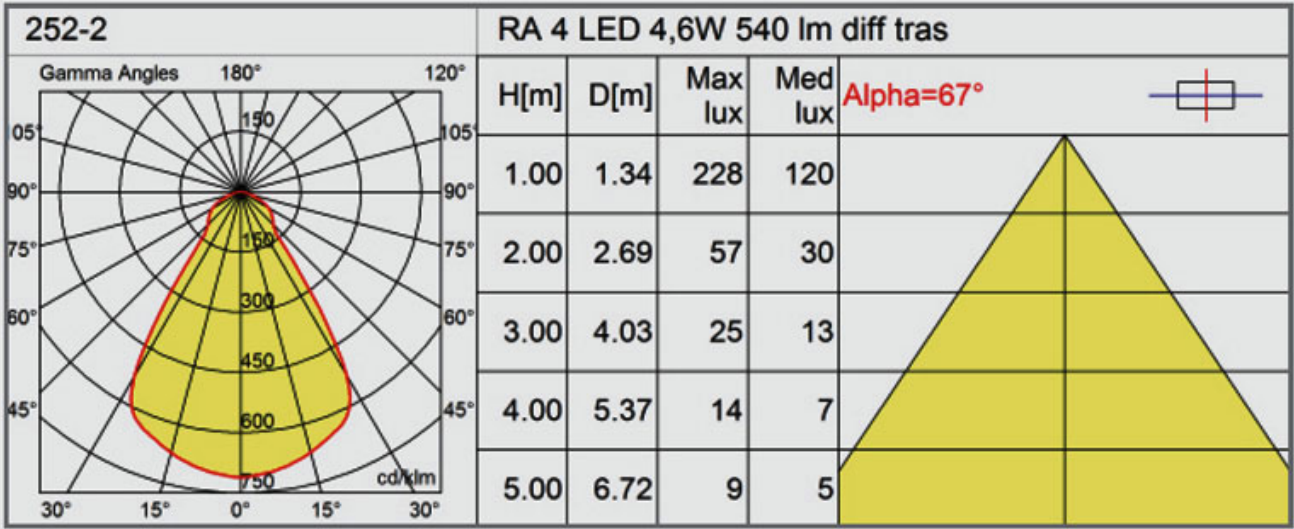 252-2
RA 4 LED 4,6W 540 lm diff tras
Gamma Angles 180° 120°
H[m] D[m] Max lux Med lux Alpha=67°
05° 150 105°
90° 90°
1.00 1.34 228 120
75° 150 75°
2.00 2.69 57 30
60° 300 60°
3.00 4.03 25 13
450
45° 600 45°
4.00 5.37 14 7
750 cd/klm
5.00 6.72 9 5
30° 15° 0° 15° 30°